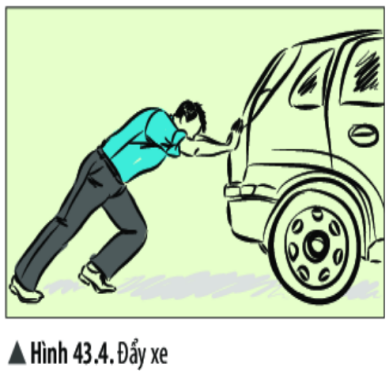 ▲ Hình 43.4. Đẩy xe